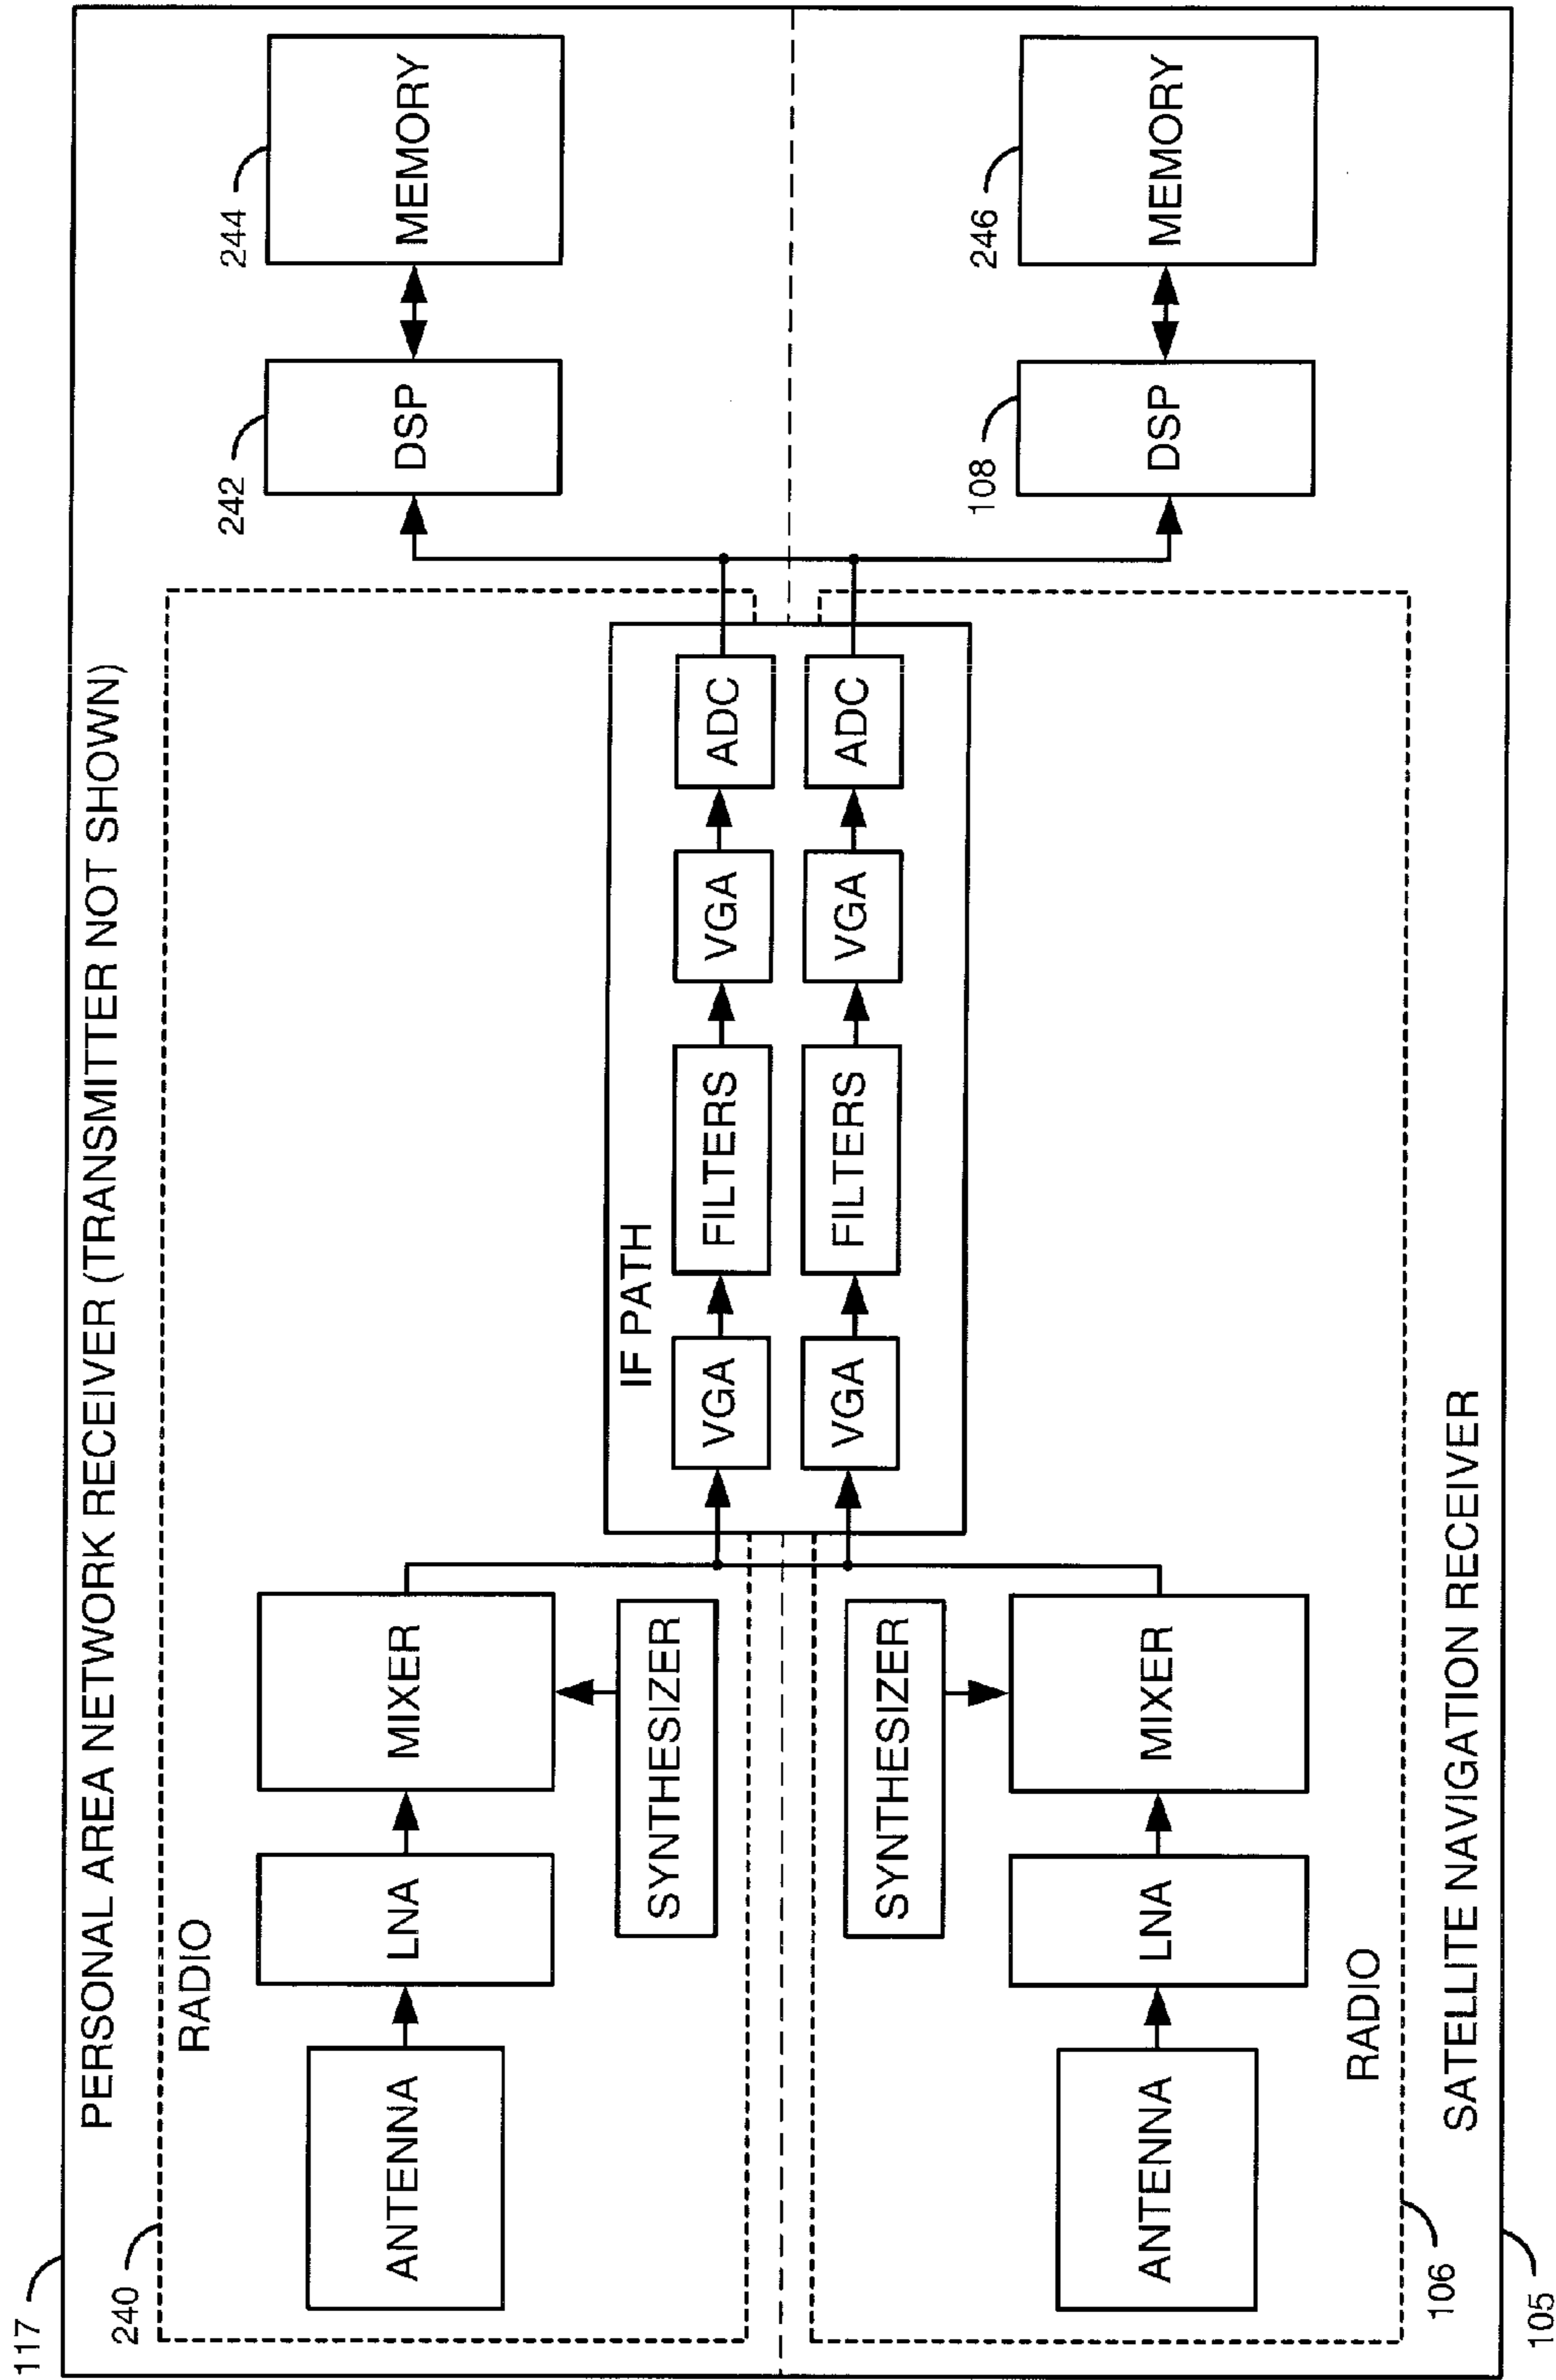 117
PERSONAL AREA NETWORK RECEIVER (TRANSMITTER NOT SHOWN)
240
RADIO
ANTENNA
LNA
MIXER
SYNTHESIZER
IF PATH
VGA
FILTERS
VGA
ADC
VGA
FILTERS
VGA
ADC
242
DSP
244
MEMORY
SYNTHESIZER
ANTENNA
LNA
MIXER
108
DSP
246
MEMORY
RADIO
106
SATELLITE NAVIGATION RECEIVER
105